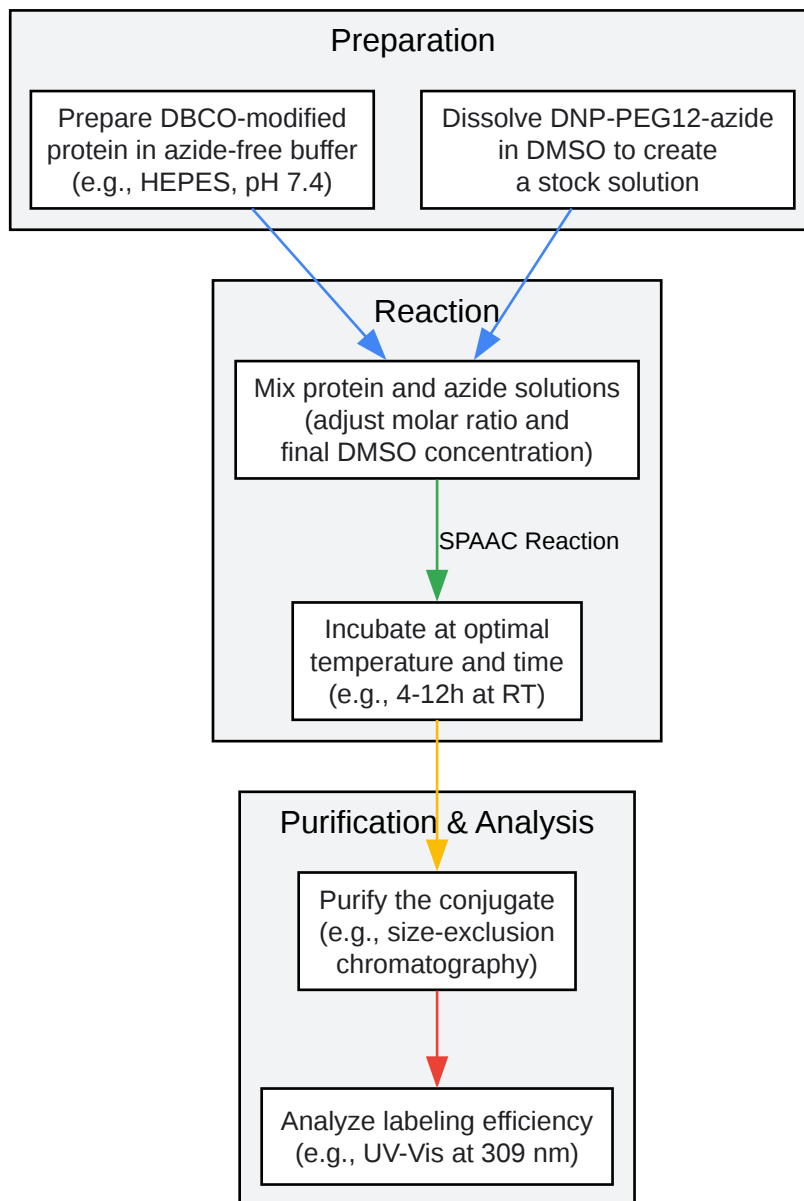 Preparation
Prepare DBCO-modified
protein in azide-free buffer
(e.g., HEPES, pH 7.4)
Dissolve DNP-PEG12-azide
in DMSO to create
a stock solution
Reaction
Mix protein and azide solutions
(adjust molar ratio and
final DMSO concentration)
SPAAC Reaction
Incubate at optimal
temperature and time
(e.g., 4-12h at RT)
Purification & Analysis
Purify the conjugate
(e.g., size-exclusion
chromatography)
Analyze labeling efficiency
(e.g., UV-Vis at 309 nm)